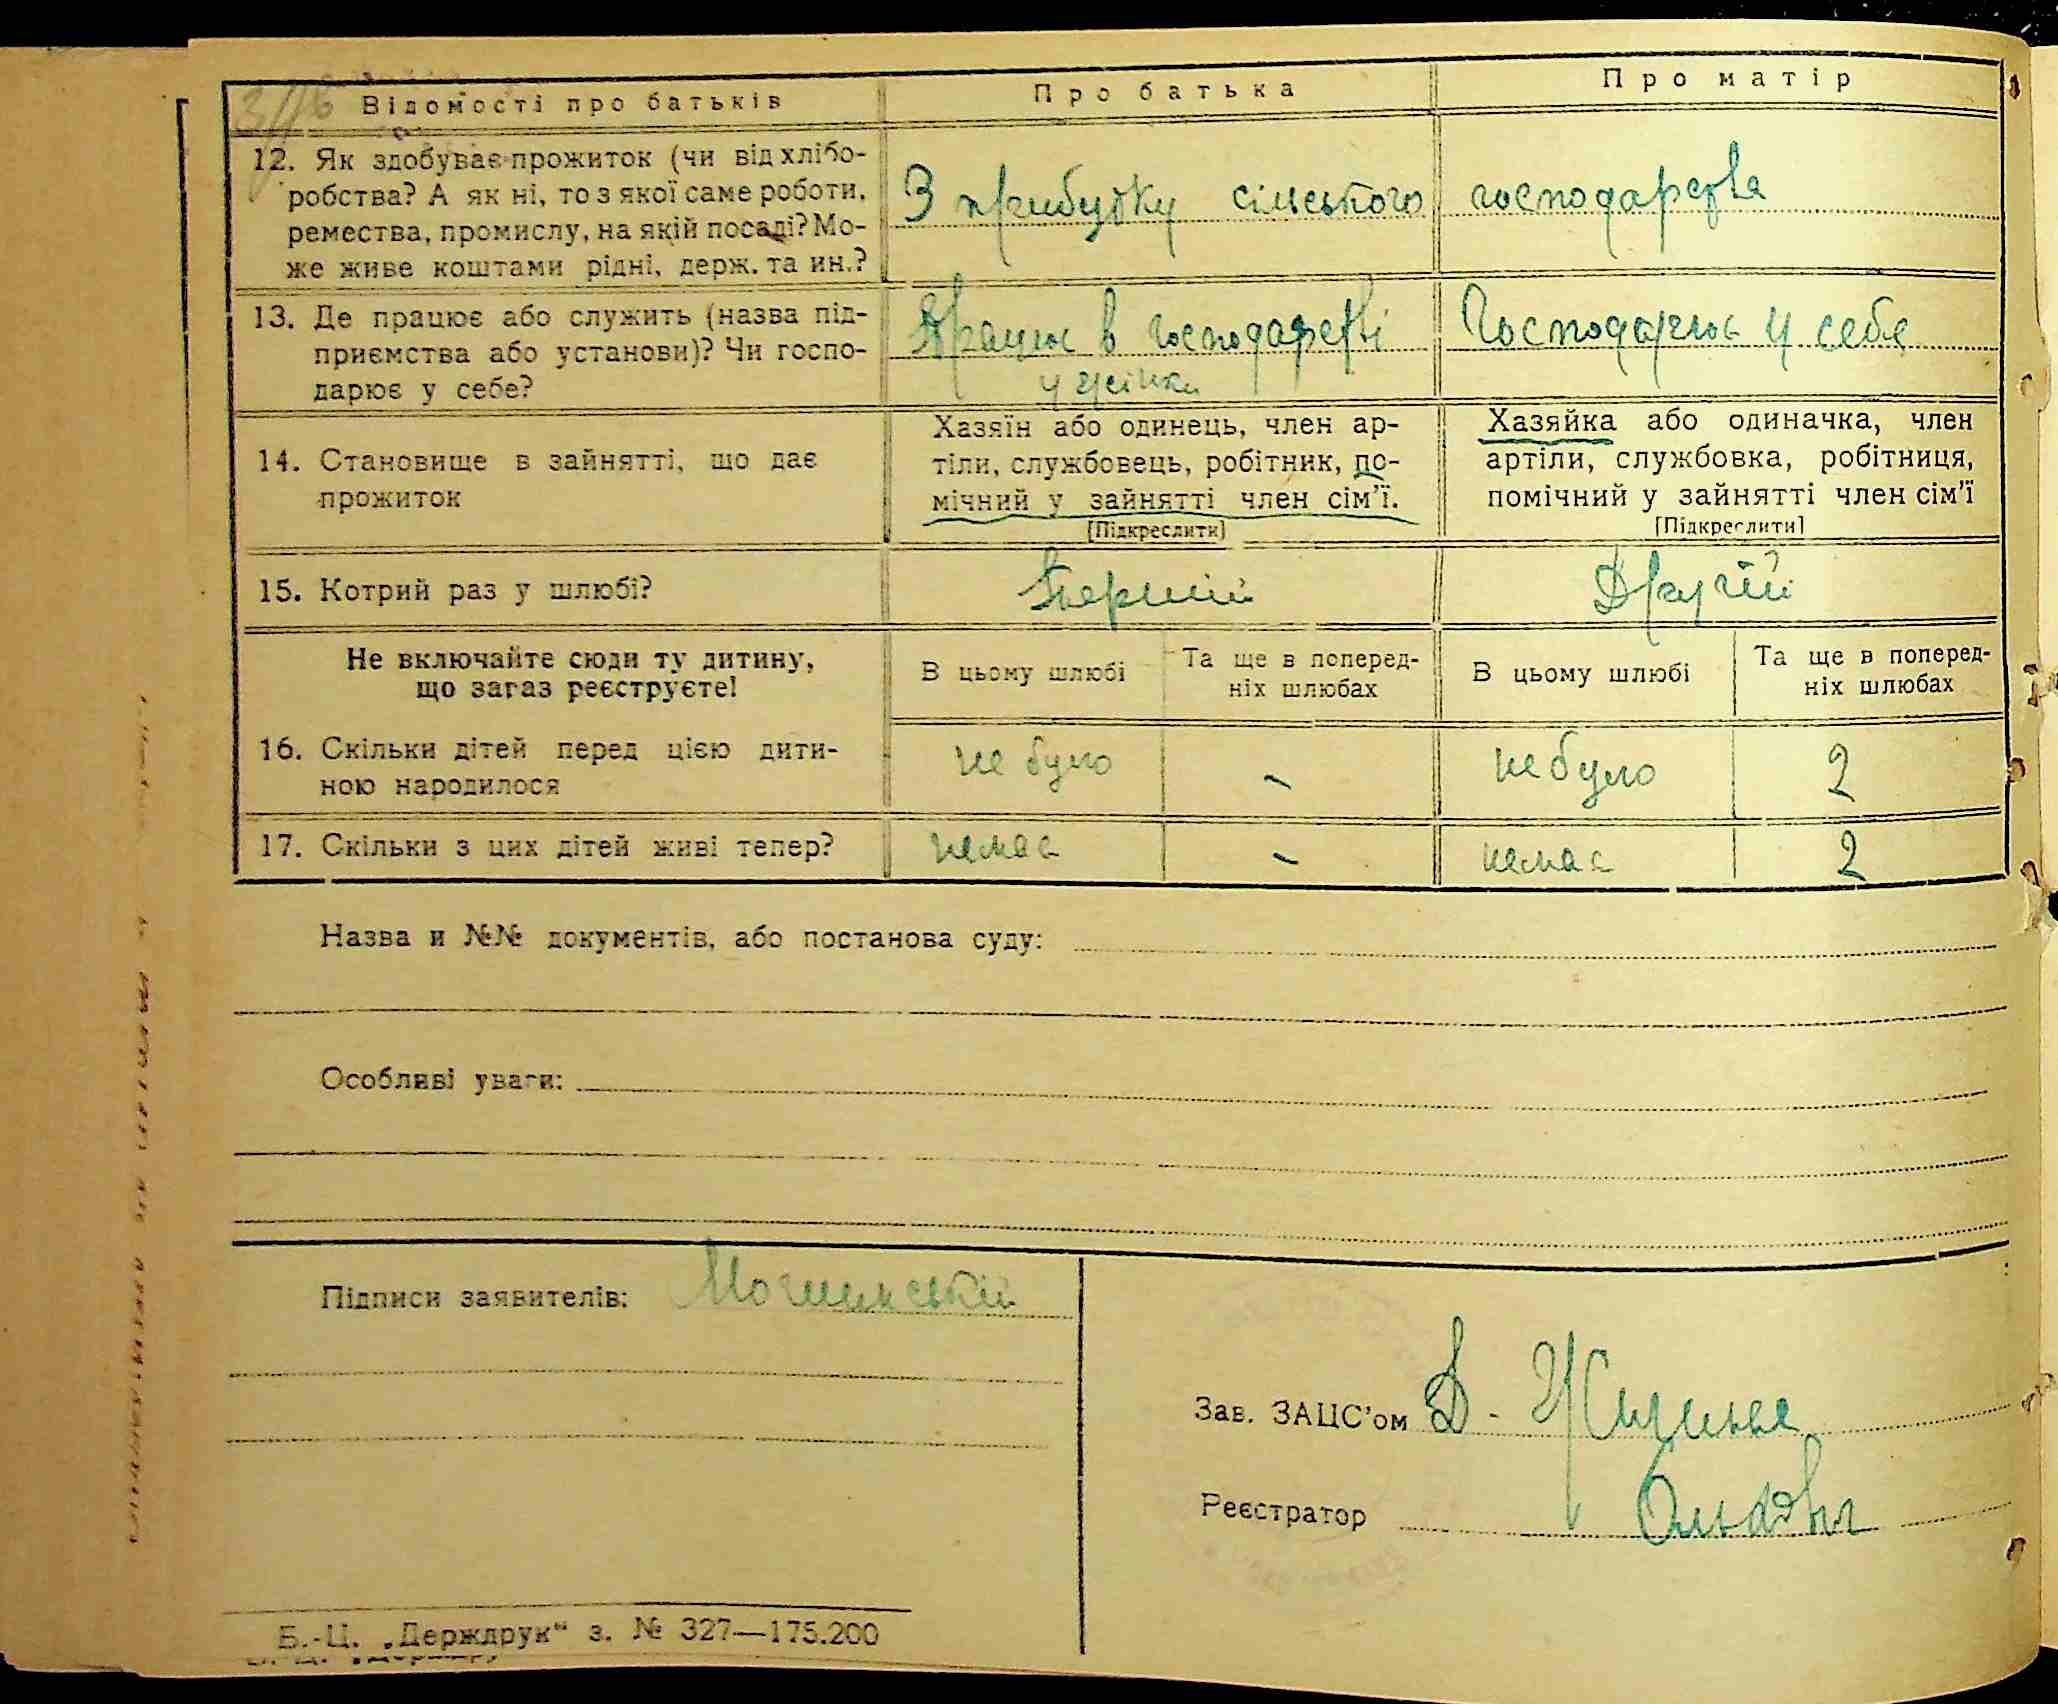 Відомості про батьків
Про батька
Про матір
12. Як здобуває прожиток (чи від хлібо-
робства? А як ні, то з якої саме роботи,
ремества, промислу, на якій посаді? Мо-
же живе коштами рідні, держ. та ин.?
З прибутку сільського господарства
13. Де працює або служить (назва під-
приємства або установи)? Чи госпо-
дарює у себе?
Працює в господарстві
у жінки
Господарює у себе
14. Становище в зайнятті, що дає
прожиток
Хазяїн або одинець, член ар-
тіли, службовець, робітник, по-
мічний у зайнятті член сім'ї.
[Підкреслити]
Хазяйка або одиначка, член
артіли, службовка, робітниця,
помічний у зайнятті член сім'ї
[Підкреслити]
15. Котрий раз у шлюбі?
Перший
Другий
Не включайте сюди ту дитину,
що зараз реєструєте!
В цьому шлюбі
Та ще в поперед-
ніх шлюбах
В цьому шлюбі
Та ще в поперед-
ніх шлюбах
16. Скільки дітей перед цією дити-
ною народилося
не було
-
не було
2
17. Скільки з цих дітей живі тепер?
немає
-
немає
2
Назва и №№ документів, або постанова суду:
Особливі уваги:
Підписи заявителів:
Зав. ЗАЦС'ом
Реєстратор
Б.-Ц. „Держдрук“ з. № 327—175.200